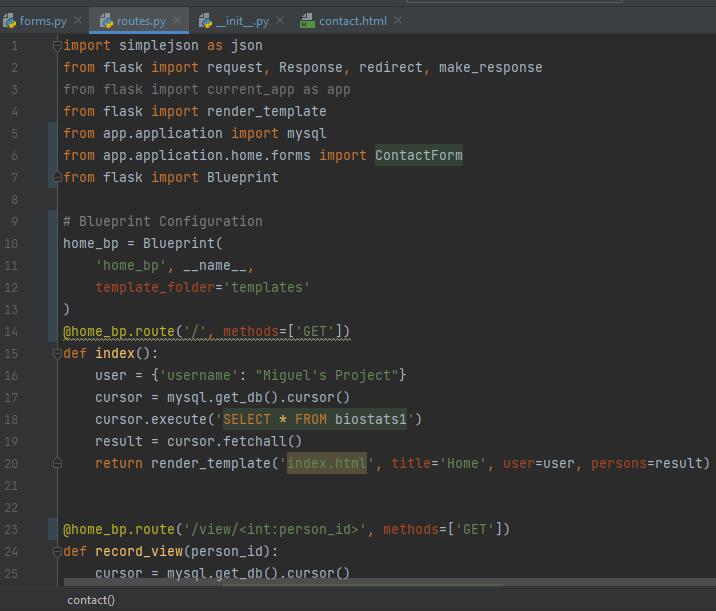 forms.py routes.py __init__.py contact.html
1 import simplejson as json
2 from flask import request, Response, redirect, make_response
3 from flask import current_app as app
4 from flask import render_template
5 from app.application import mysql
6 from app.application.home.forms import ContactForm
7 from flask import Blueprint
8
9 # Blueprint Configuration
10 home_bp = Blueprint(
11     'home_bp', __name__,
12     template_folder='templates'
13 )
14 @home_bp.route('/', methods=['GET'])
15 def index():
16     user = {'username': "Miguel's Project"}
17     cursor = mysql.get_db().cursor()
18     cursor.execute('SELECT * FROM biostats1')
19     result = cursor.fetchall()
20     return render_template('index.html', title='Home', user=user, persons=result)
21
22
23 @home_bp.route('/view/<int:person_id>', methods=['GET'])
24 def record_view(person_id):
25     cursor = mysql.get_db().cursor()
contact()